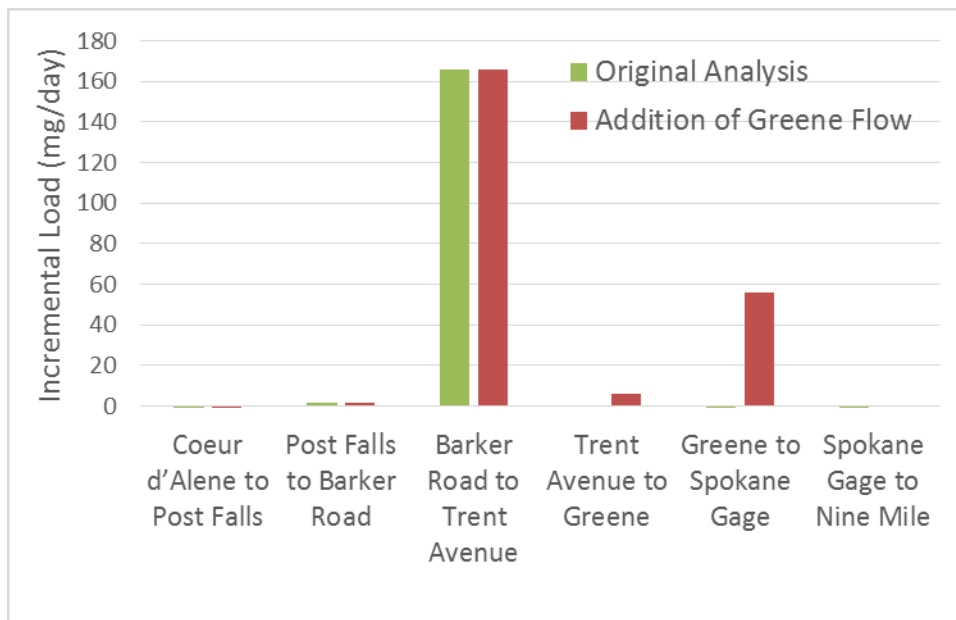 Incremental Load (mg/day)
180
160
140
120
100
80
60
40
20
0
Original Analysis
Addition of Greene Flow
Coeur
d’Alene to
Post Falls
Post Falls
to Barker
Road
Barker
Road to
Trent
Avenue
Trent
Avenue to
Greene
Greene to
Spokane
Gage
Spokane
Gage to
Nine Mile